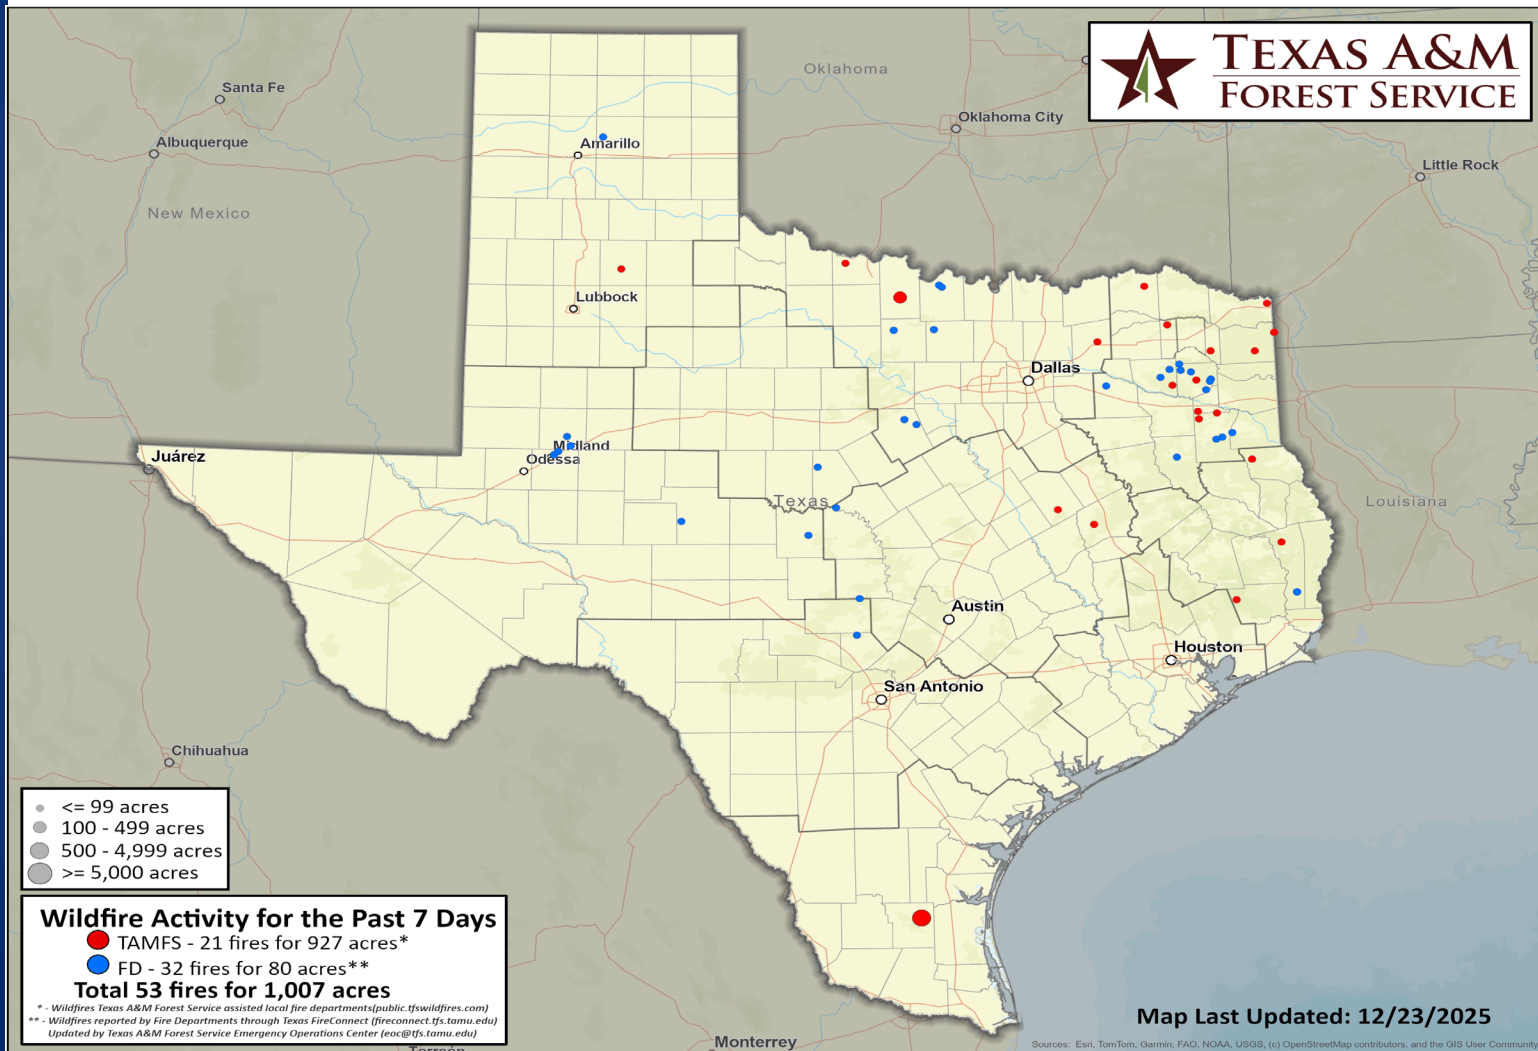 TEXAS A&M
FOREST SERVICE
Oklahoma
Santa Fe
Oklahoma City
Albuquerque
Amarillo
Little Rock
New Mexico
Lubbock
Dallas
Midland
Odessa
Juárez
Texas
Louisiana
Austin
Houston
San Antonio
Chihuahua
<= 99 acres
100 - 499 acres
500 - 4,999 acres
>= 5,000 acres
Wildfire Activity for the Past 7 Days
TAMFS - 21 fires for 927 acres*
FD - 32 fires for 80 acres**
Total 53 fires for 1,007 acres
* - Wildfires Texas A&M Forest Service assisted local fire departments(public.tfswildfires.com)
** - Wildfires reported by Fire Departments through Texas FireConnect (fireconnect.tfs.tamu.edu)
Updated by Texas A&M Forest Service Emergency Operations Center (eoc@tfs.tamu.edu)
Map Last Updated: 12/23/2025
Monterrey
Sources: Esri, TomTom, Garmin, FAO, NOAA, USGS, (c) OpenStreetMap contributors, and the GIS User Community